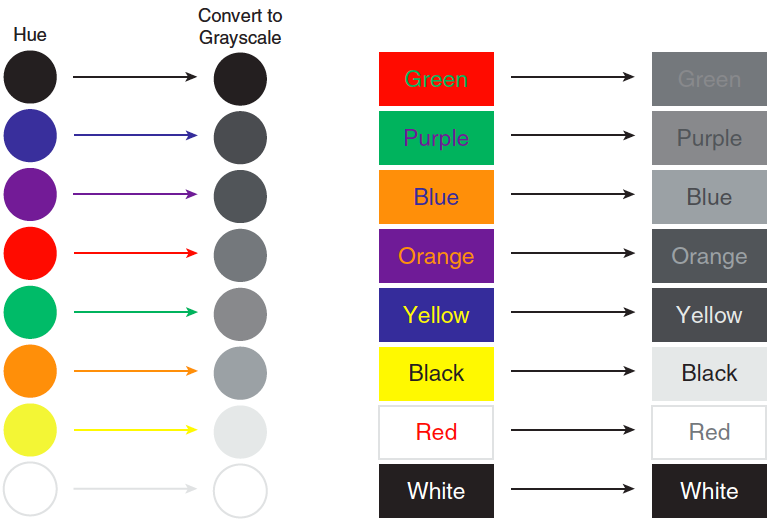 Hue
Convert to
Grayscale
Green
Green
Purple
Purple
Blue
Blue
Orange
Orange
Yellow
Yellow
Black
Black
Red
Red
White
White